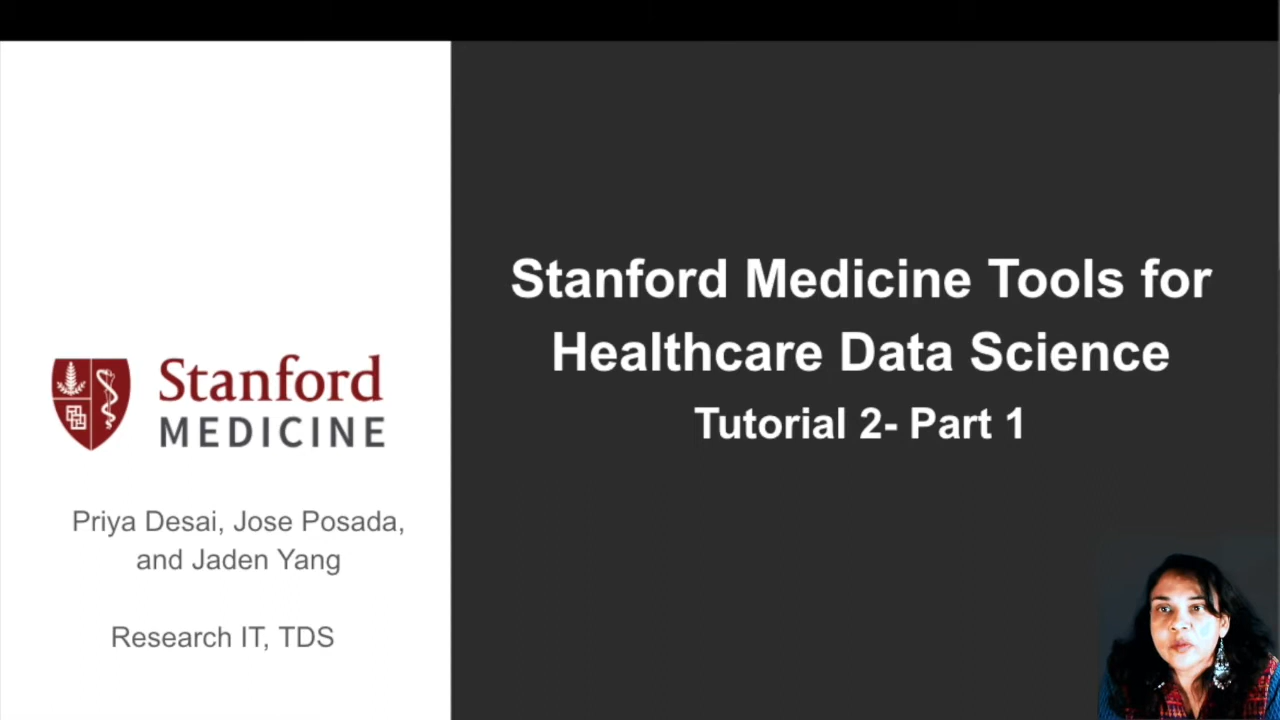 Stanford
MEDICINE
Priya Desai, Jose Posada,
and Jaden Yang
Research IT, TDS
Stanford Medicine Tools for
Healthcare Data Science
Tutorial 2- Part 1